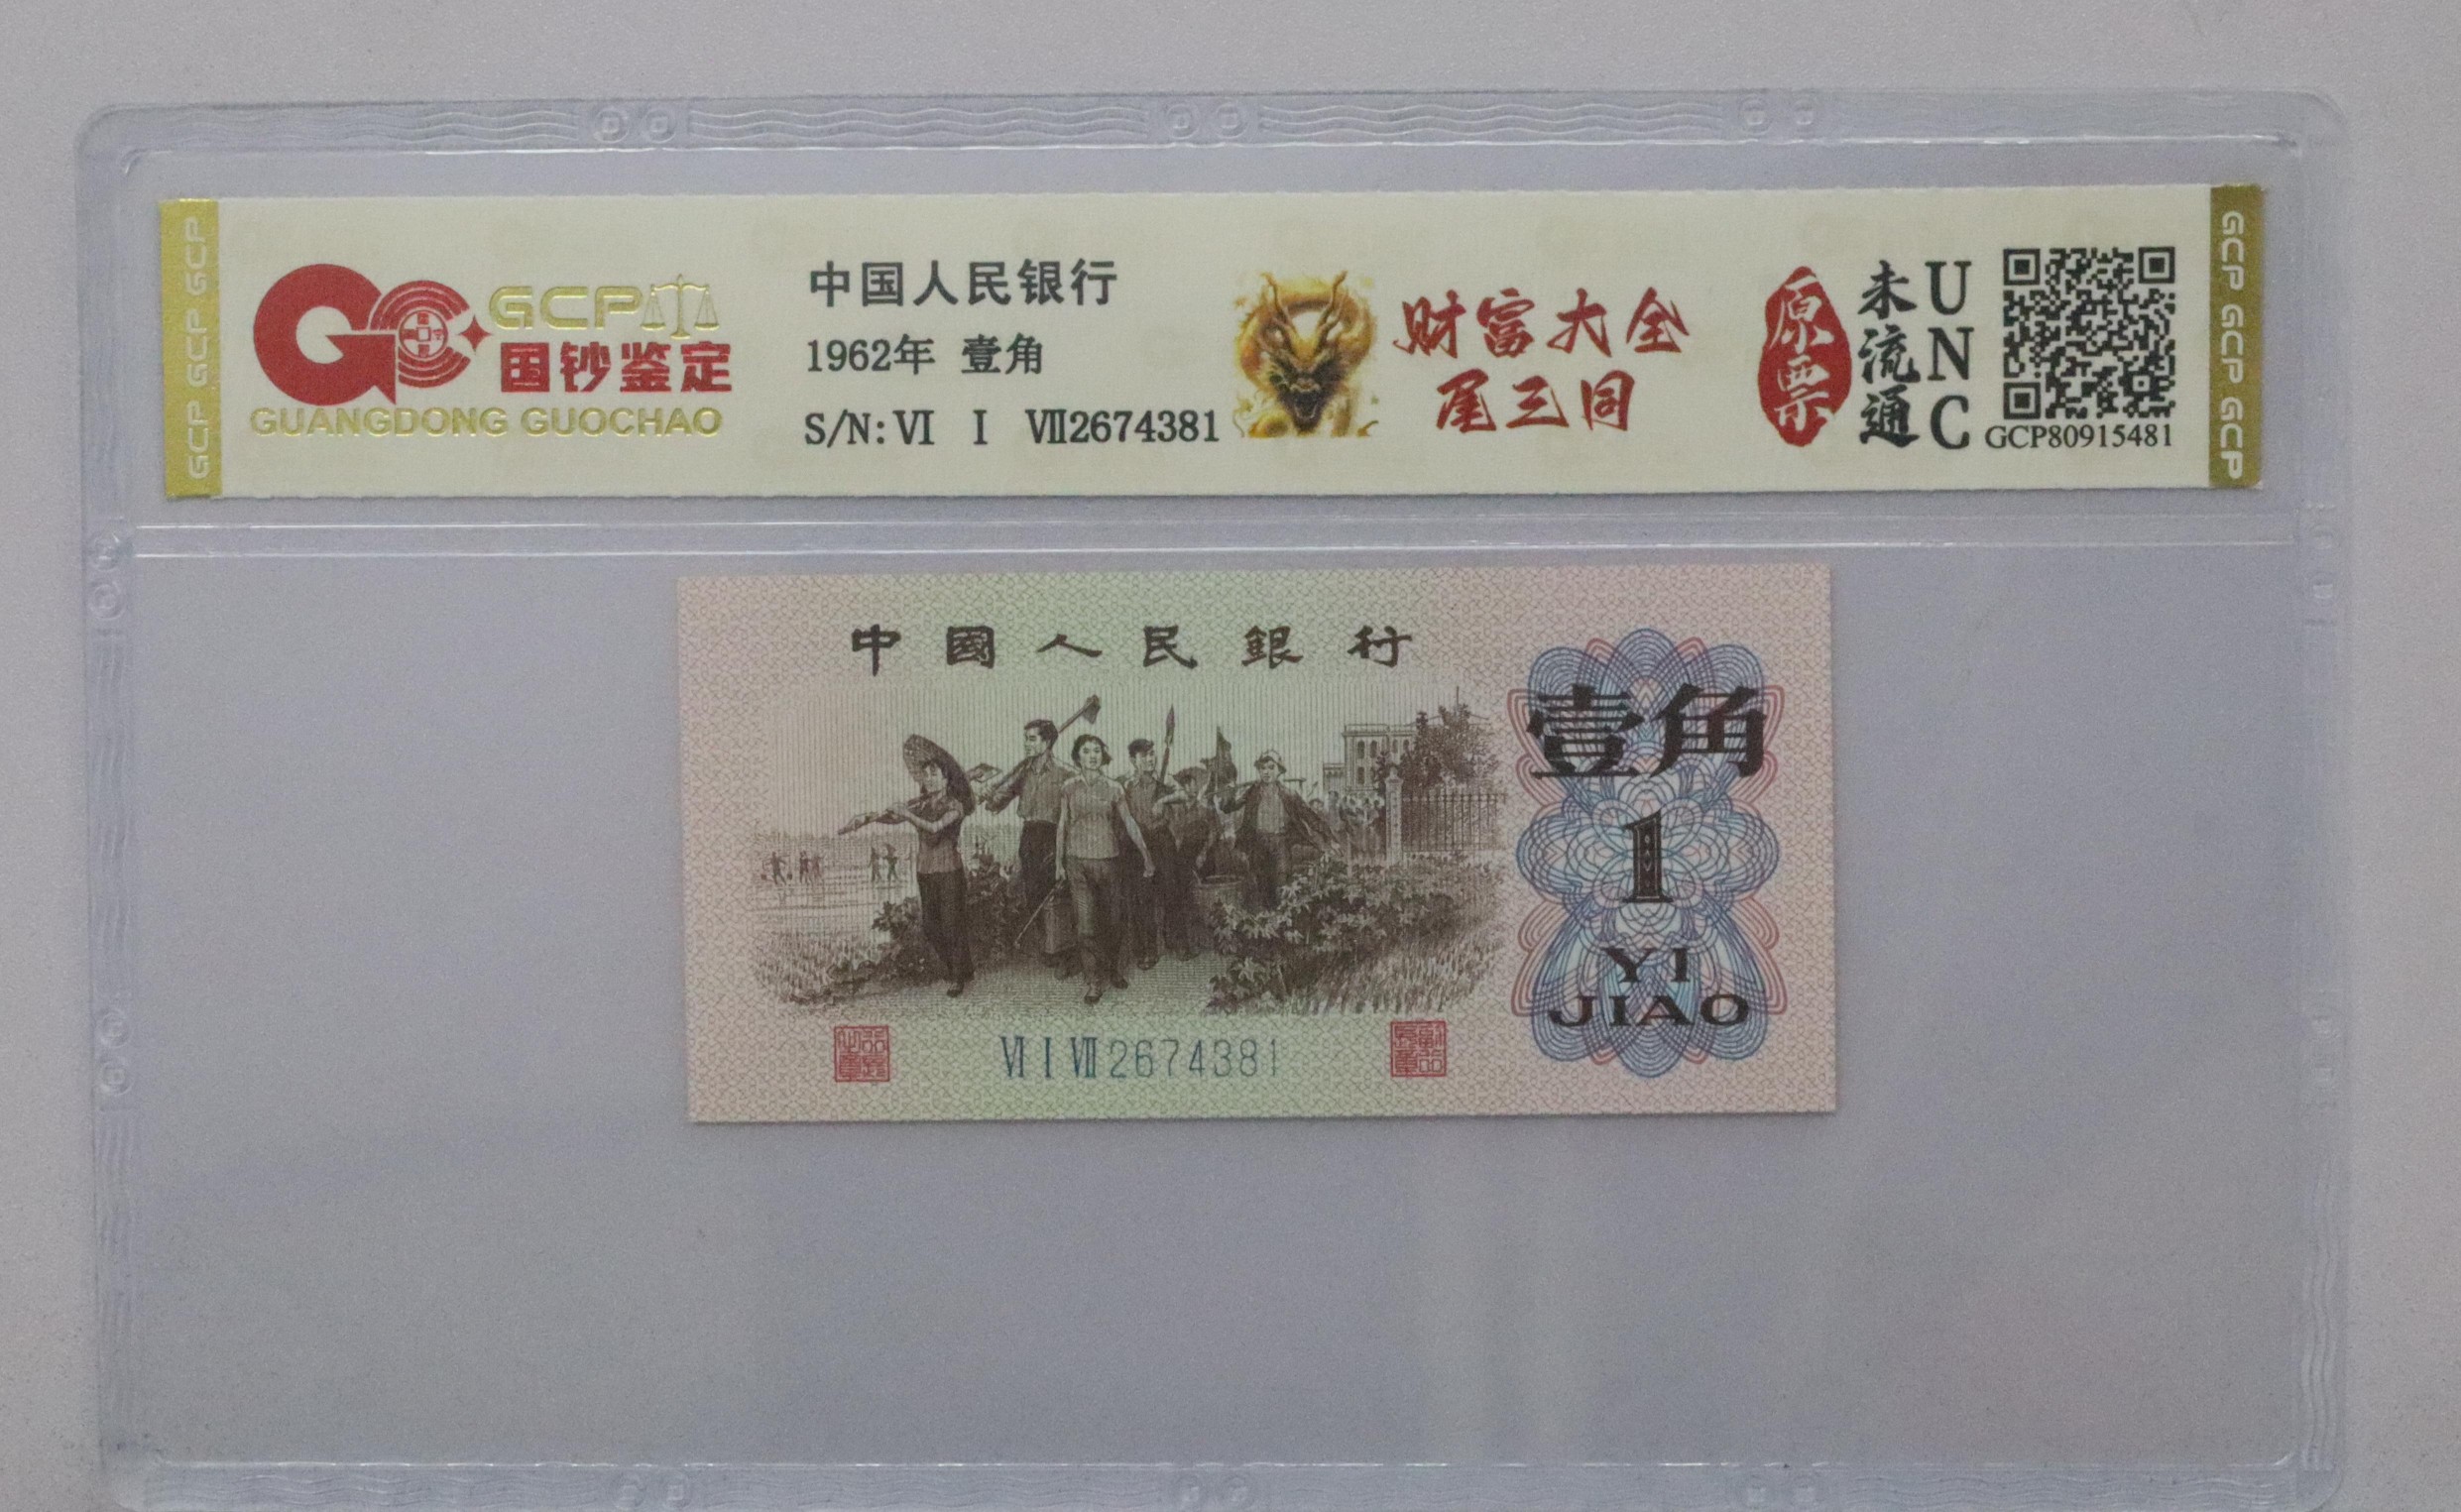 GCP GCP GCP
GCP
国钞鉴定
GUANGDONG GUOCHAO
中国人民银行
1962年 壹角
S/N: Ⅵ Ⅰ Ⅶ2674381
财富大全
尾三同
原票
未流通
UNC
GCP80915481
GCP GCP GCP
中國人民銀行
壹角
1
YI
JIAO
Ⅵ Ⅰ Ⅶ 2674381